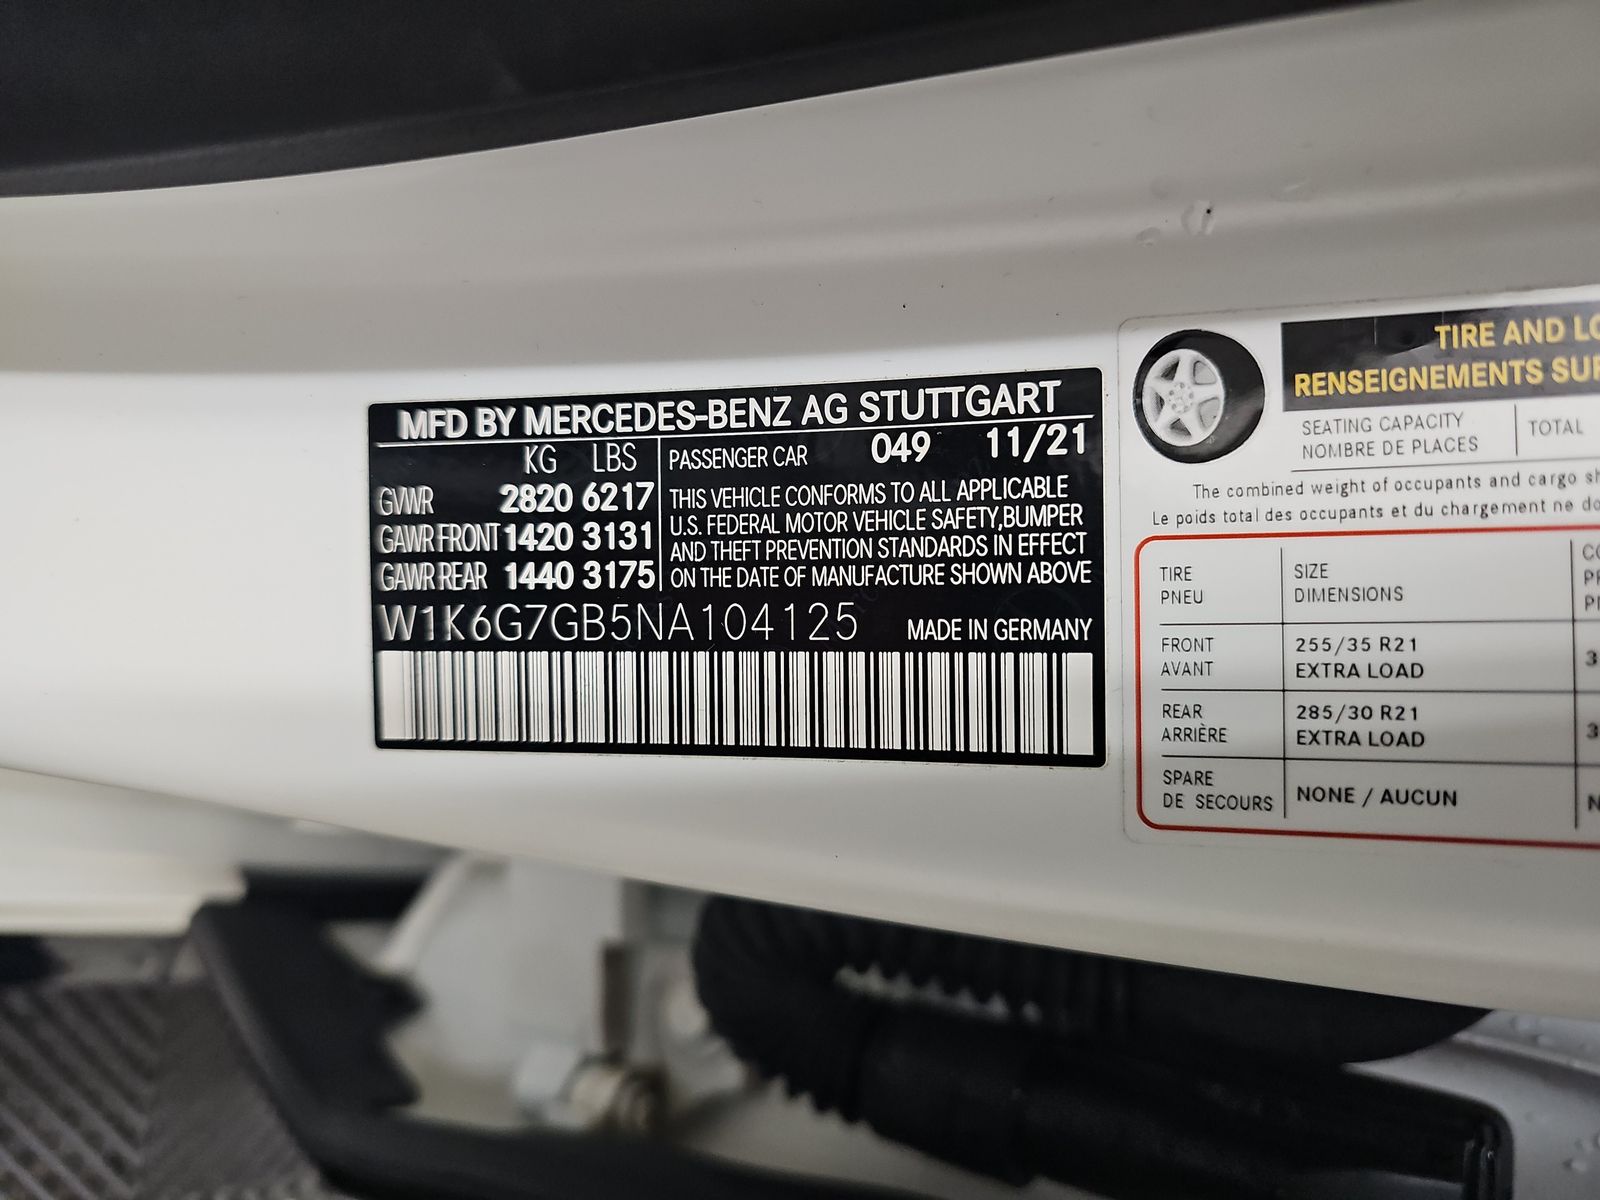 MFD BY MERCEDES-BENZ AG STUTTGART
KG LBS
GVWR 2820 6217
GAWR FRONT 1420 3131
GAWR REAR 1440 3175
PASSENGER CAR 049 11/21
THIS VEHICLE CONFORMS TO ALL APPLICABLE
U.S. FEDERAL MOTOR VEHICLE SAFETY,BUMPER
AND THEFT PREVENTION STANDARDS IN EFFECT
ON THE DATE OF MANUFACTURE SHOWN ABOVE
W1K6G7GB5NA104125
MADE IN GERMANY
TIRE AND
RENSEIGNEMENTS
SEATING CAPACITY
NOMBRE DE PLACES
TOTAL
The combined weight of occupants and cargo
Le poids total des occupants et du chargement ne
TIRE
PNEU
SIZE
DIMENSIONS
FRONT
AVANT
255/35 R21
EXTRA LOAD
REAR
ARRIÈRE
285/30 R21
EXTRA LOAD
SPARE
DE SECOURS
NONE / AUCUN